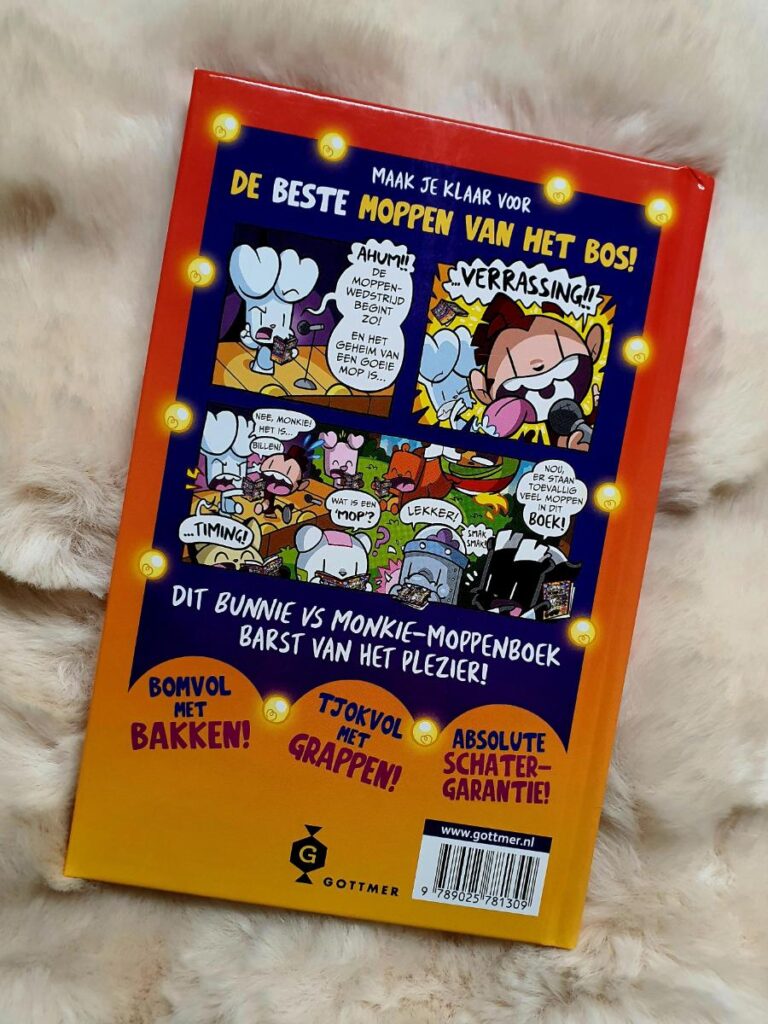 MAAK JE KLAAR VOOR
DE BESTE MOPPEN VAN HET BOS!
AHUM!!
DE
MOPPEN-
WEDSTRIJD
BEGINT
ZO!
EN HET
GEHEIM VAN
EEN GOEIE
MOP IS...
...VERRASSING!!
NEE, MONKIE!
HET IS...
BILLEN!
...TIMING!
WAT IS EEN
'MOP'?
LEKKER!
SMAK
SMAK!
NOU,
ER STAAN
TOEVALLIG
VEEL MOPPEN
IN DIT
BOEK!
DIT BUNNIE VS MONKIE-MOPPENBOEK
BARST VAN HET PLEZIER!
BOMVOL
MET
BAKKEN!
TJOKVOL
MET
GRAPPEN!
ABSOLUTE
SCHATER-
GARANTIE!
G
GOTTMER
www.gottmer.nl
9 789025 781309